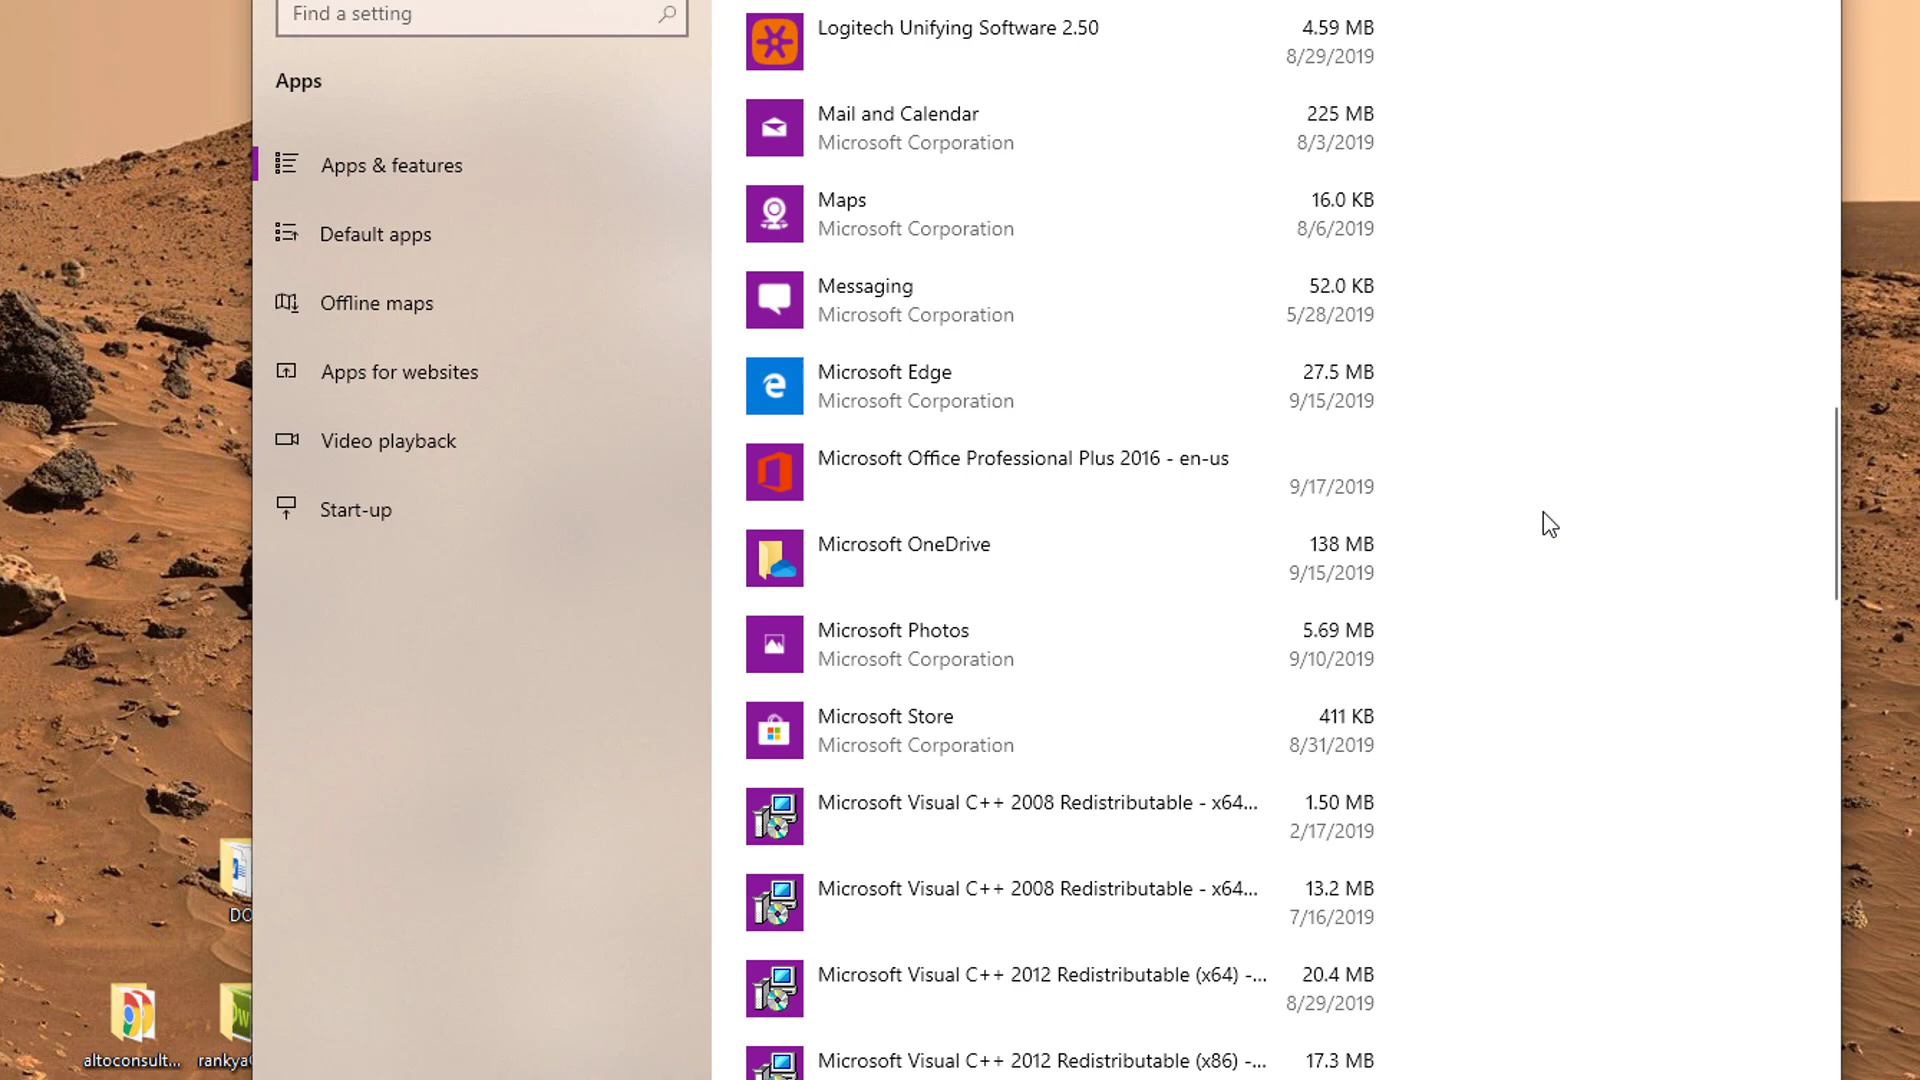 Find a setting
Apps
Apps & features
Default apps
Offline maps
Apps for websites
Video playback
Start-up
Logitech Unifying Software 2.50
4.59 MB
8/29/2019
Mail and Calendar
225 MB
Microsoft Corporation
8/3/2019
Maps
16.0 KB
Microsoft Corporation
8/6/2019
Messaging
52.0 KB
Microsoft Corporation
5/28/2019
Microsoft Edge
27.5 MB
Microsoft Corporation
9/15/2019
Microsoft Office Professional Plus 2016 - en-us
9/17/2019
Microsoft OneDrive
138 MB
9/15/2019
Microsoft Photos
5.69 MB
Microsoft Corporation
9/10/2019
Microsoft Store
411 KB
Microsoft Corporation
8/31/2019
Microsoft Visual C++ 2008 Redistributable - x64...
1.50 MB
2/17/2019
Microsoft Visual C++ 2008 Redistributable - x64...
13.2 MB
7/16/2019
Microsoft Visual C++ 2012 Redistributable (x64) -...
20.4 MB
8/29/2019
Microsoft Visual C++ 2012 Redistributable (x86) -...
17.3 MB
DO
altoconsult...
rankya